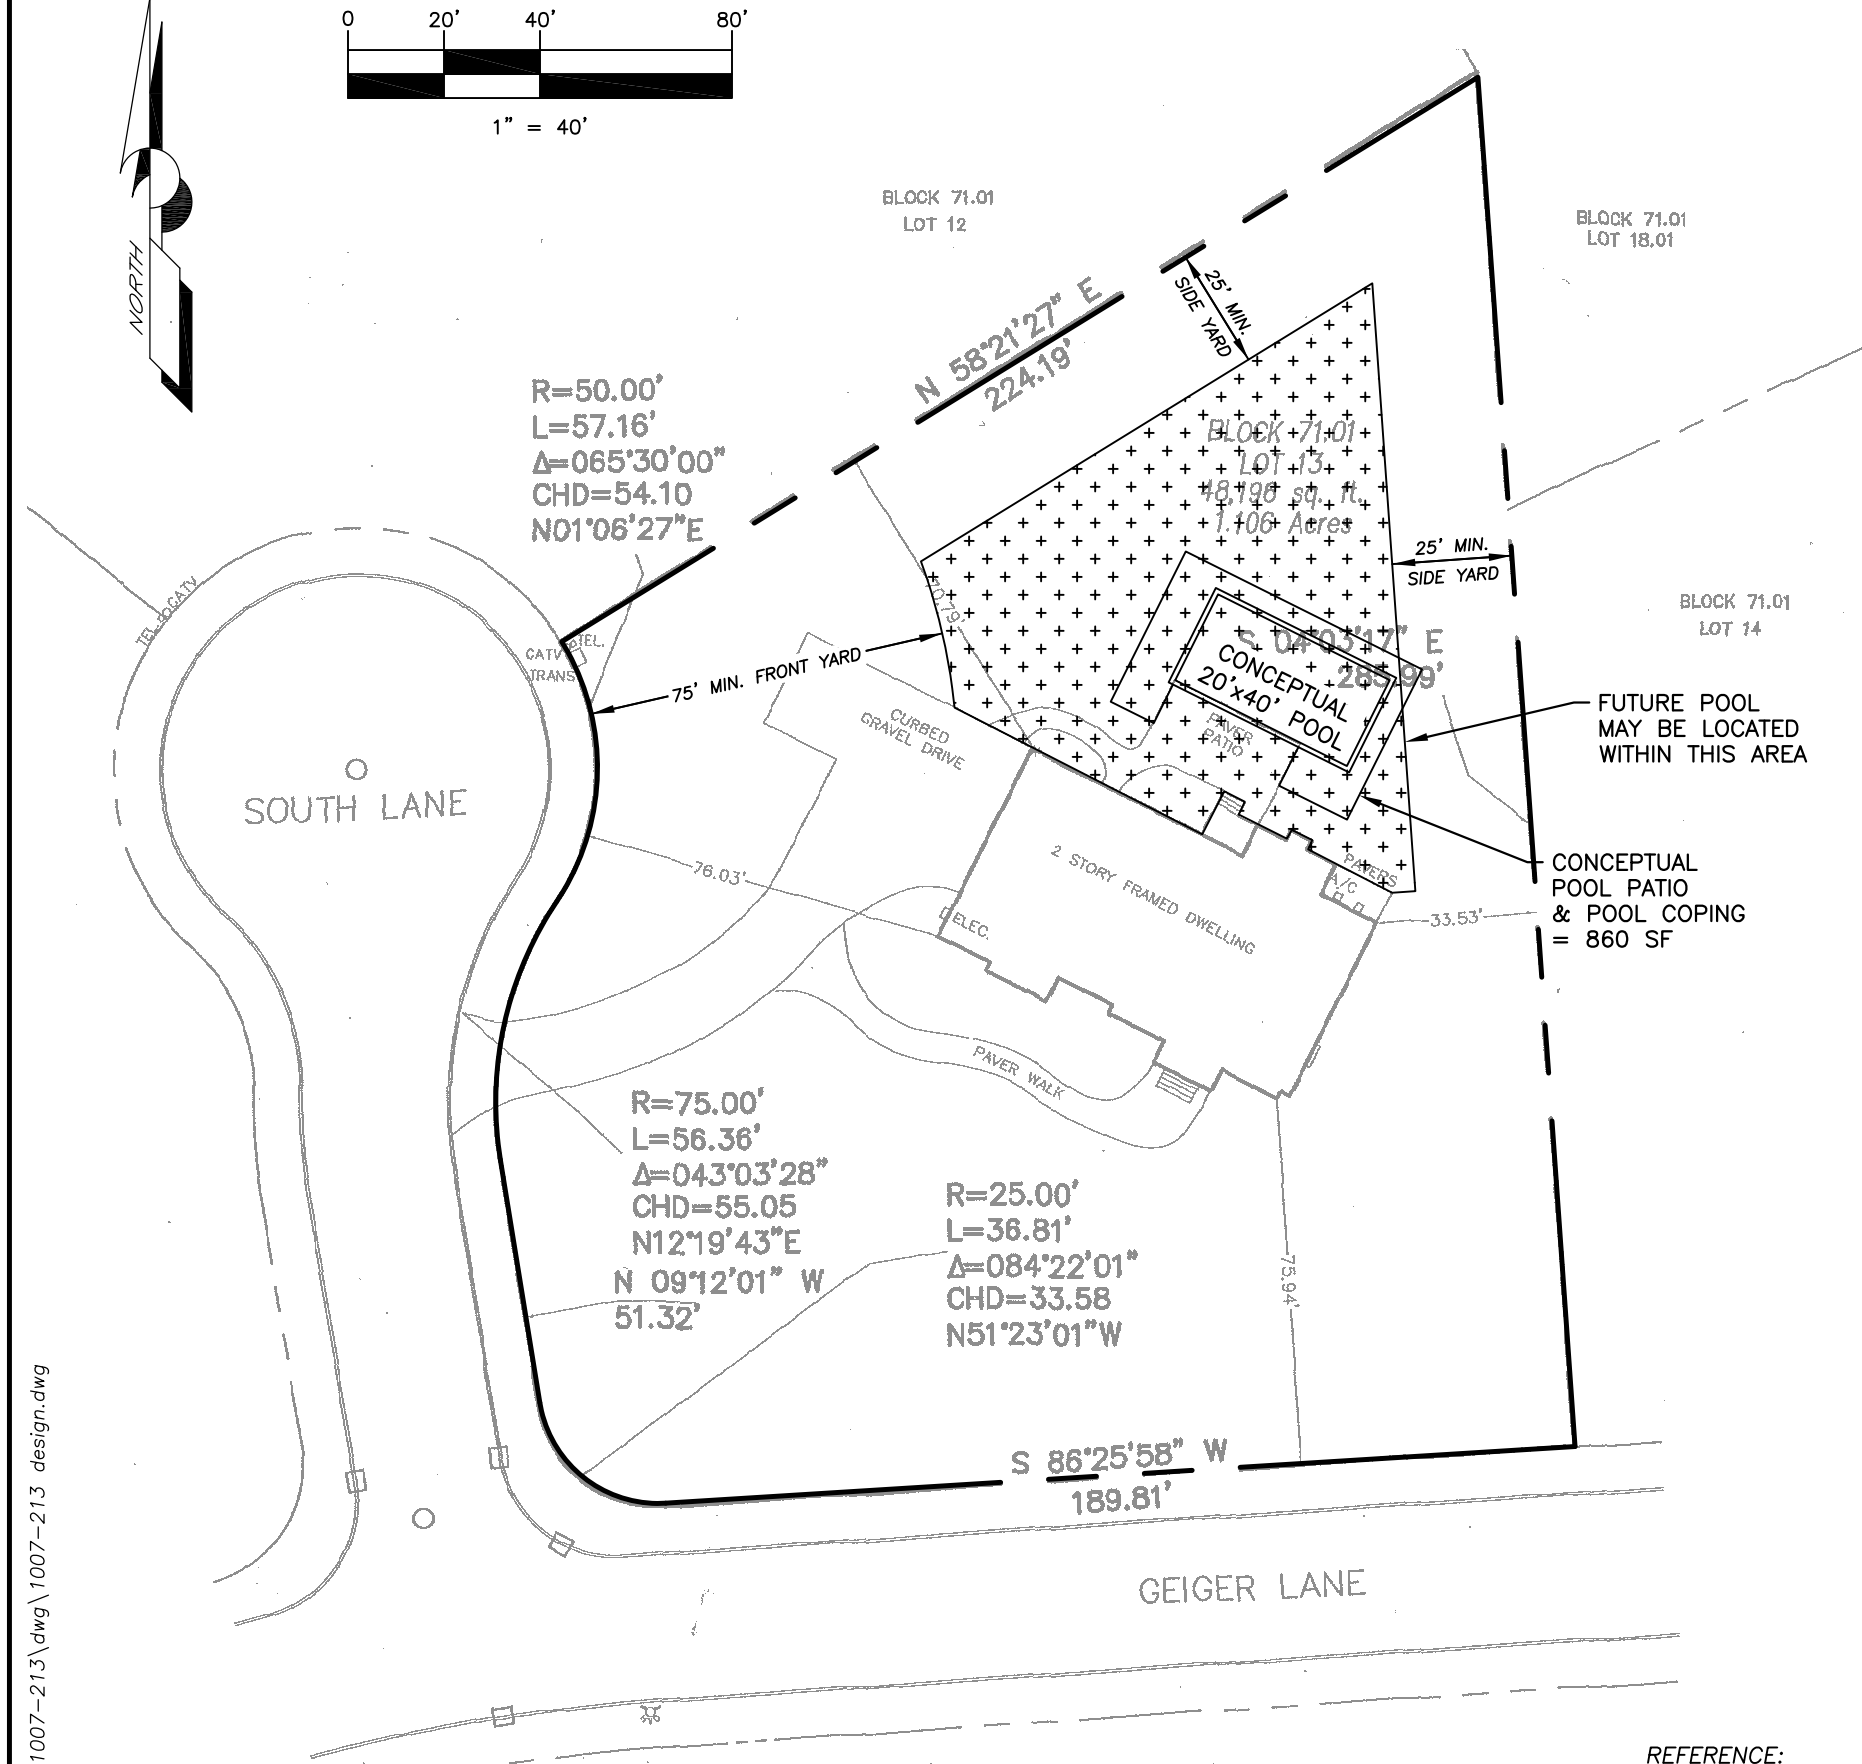 0 20' 40' 80'
1" = 40'
NORTH
BLOCK 71.01
LOT 12
BLOCK 71.01
LOT 18.01
25' MIN.
SIDE YARD
N 58°21'27" E
224.19'
R=50.00'
L=57.16'
Δ=065°30'00"
CHD=54.10
N01°06'27"E
BLOCK 71.01
LOT 13
48,196 sq. ft.
1.106 Acres
25' MIN.
SIDE YARD
BLOCK 71.01
LOT 14
70.79'
CATV
TEL.
CATV
TEL.
TRANS
75' MIN. FRONT YARD
S 04°03'17" E
285.99'
CONCEPTUAL
20'x40' POOL
FUTURE POOL
MAY BE LOCATED
WITHIN THIS AREA
CURBED
GRAVEL DRIVE
PAVER
PATIO
SOUTH LANE
76.03'
2 STORY FRAMED DWELLING
PAVERS
A/C
ELEC.
33.53'
CONCEPTUAL
POOL PATIO
& POOL COPING
= 860 SF
PAVER WALK
R=75.00'
L=56.36'
Δ=043°03'28"
CHD=55.05
N12°19'43"E
N 09°12'01" W
51.32'
R=25.00'
L=36.81'
Δ=084°22'01"
CHD=33.58
N51°23'01"W
75.94'
S 86°25'58" W
189.81'
GEIGER LANE
1007-213\dwg\1007-213 design.dwg
REFERENCE: